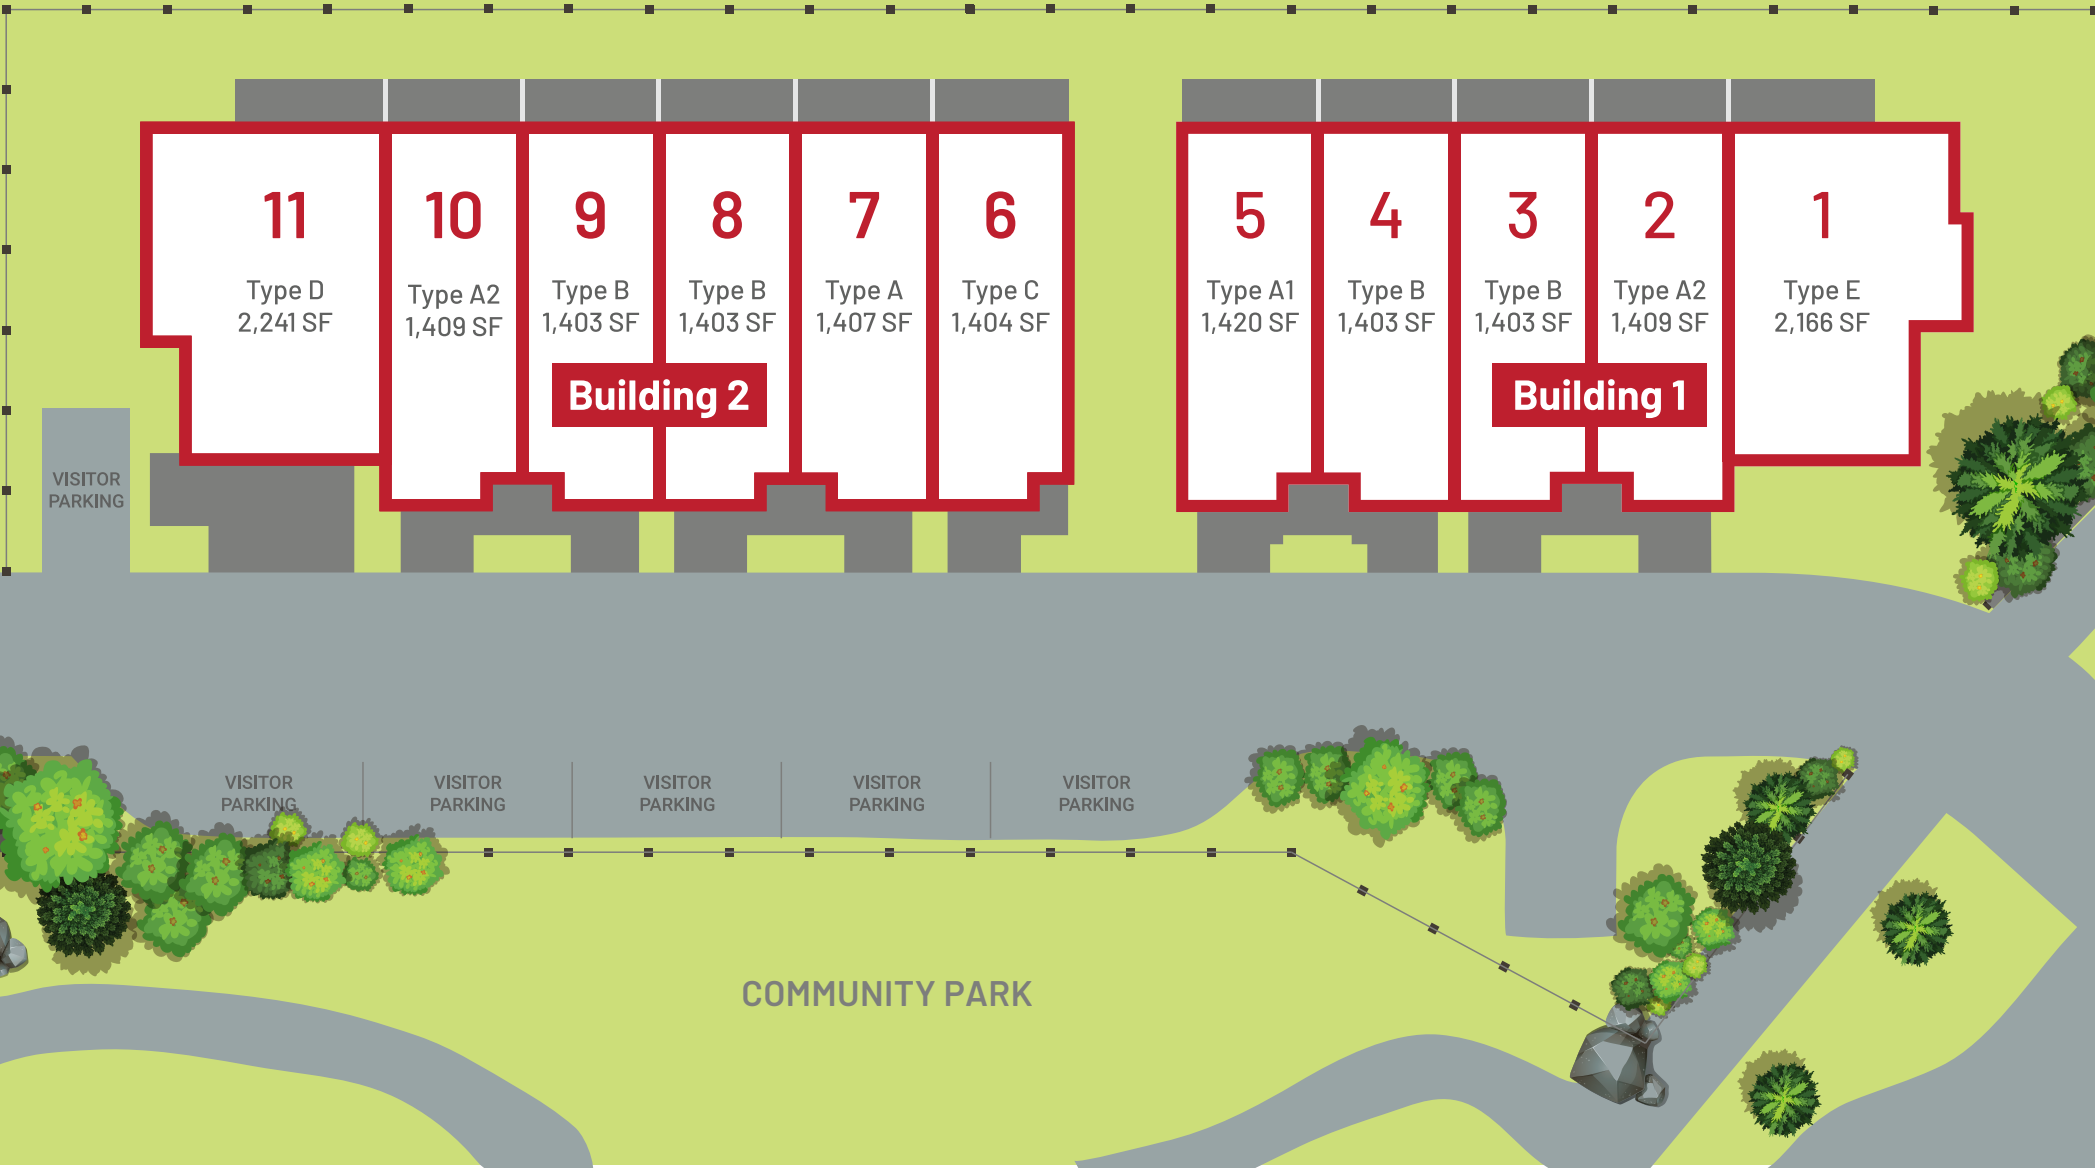 11
Type D
2,241 SF
10
Type A2
1,409 SF
9
Type B
1,403 SF
8
Type B
1,403 SF
7
Type A
1,407 SF
6
Type C
1,404 SF
Building 2
5
Type A1
1,420 SF
4
Type B
1,403 SF
3
Type B
1,403 SF
2
Type A2
1,409 SF
1
Type E
2,166 SF
Building 1
VISITOR
PARKING
VISITOR
PARKING
VISITOR
PARKING
VISITOR
PARKING
VISITOR
PARKING
VISITOR
PARKING
COMMUNITY PARK